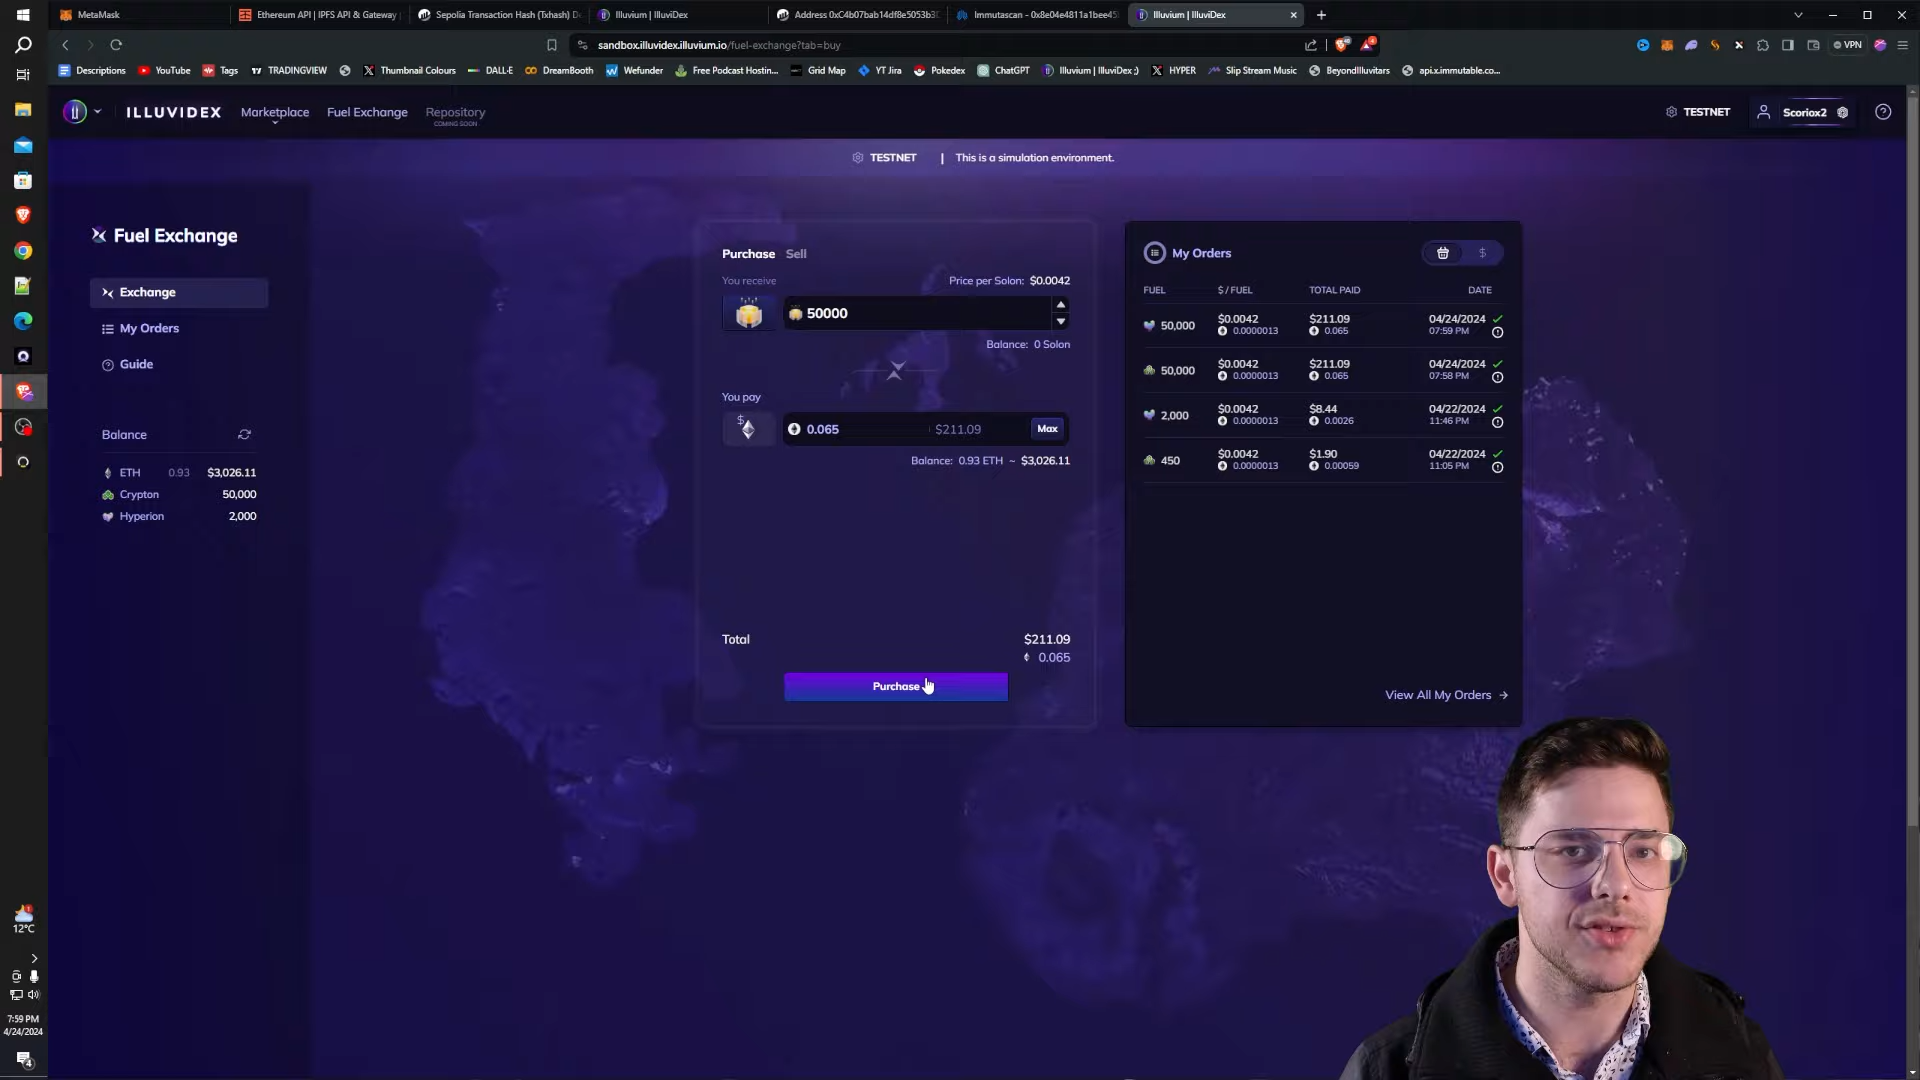 MetaMask
Ethereum API | IPFS API & Gateway
Sepolia Transaction Hash (Txhash) D
Illuvium | IlluviDex
Address 0xC4b07bab14df8e5053b3
Immutascan - 0x8e04e4811a1bee45
Illuvium | IlluviDex
sandbox.illuvidex.illuvium.io/fuel-exchange?tab=buy
VPN
Descriptions
YouTube
Tags
TRADINGVIEW
Thumbnail Colours
DALL·E
DreamBooth
Wefunder
Free Podcast Hostin...
Grid Map
YT Jira
Pokedex
ChatGPT
Illuvium | IlluviDex ;)
HYPER
Slip Stream Music
BeyondIlluvitars
api.x.immutable.co...
ILLUVIDEX
Marketplace
Fuel Exchange
Repository
COMING SOON
TESTNET
Scoriox2
TESTNET | This is a simulation environment.
Fuel Exchange
Exchange
My Orders
Guide
Balance
ETH 0.93 $3,026.11
Crypton 50,000
Hyperion 2,000
Purchase Sell
You receive Price per Solon: $0.0042
50000
Balance: 0 Solon
You pay
0.065 $211.09 Max
Balance: 0.93 ETH ~ $3,026.11
Total $211.09
0.065
Purchase
My Orders
$
FUEL $ / FUEL TOTAL PAID DATE
50,000 $0.0042 $211.09 04/24/2024
0.0000013 0.065 07:59 PM
50,000 $0.0042 $211.09 04/24/2024
0.0000013 0.065 07:58 PM
2,000 $0.0042 $8.44 04/22/2024
0.0000013 0.0026 11:46 PM
450 $0.0042 $1.90 04/22/2024
0.0000013 0.00059 11:05 PM
View All My Orders
12°C
7:59 PM
4/24/2024
4